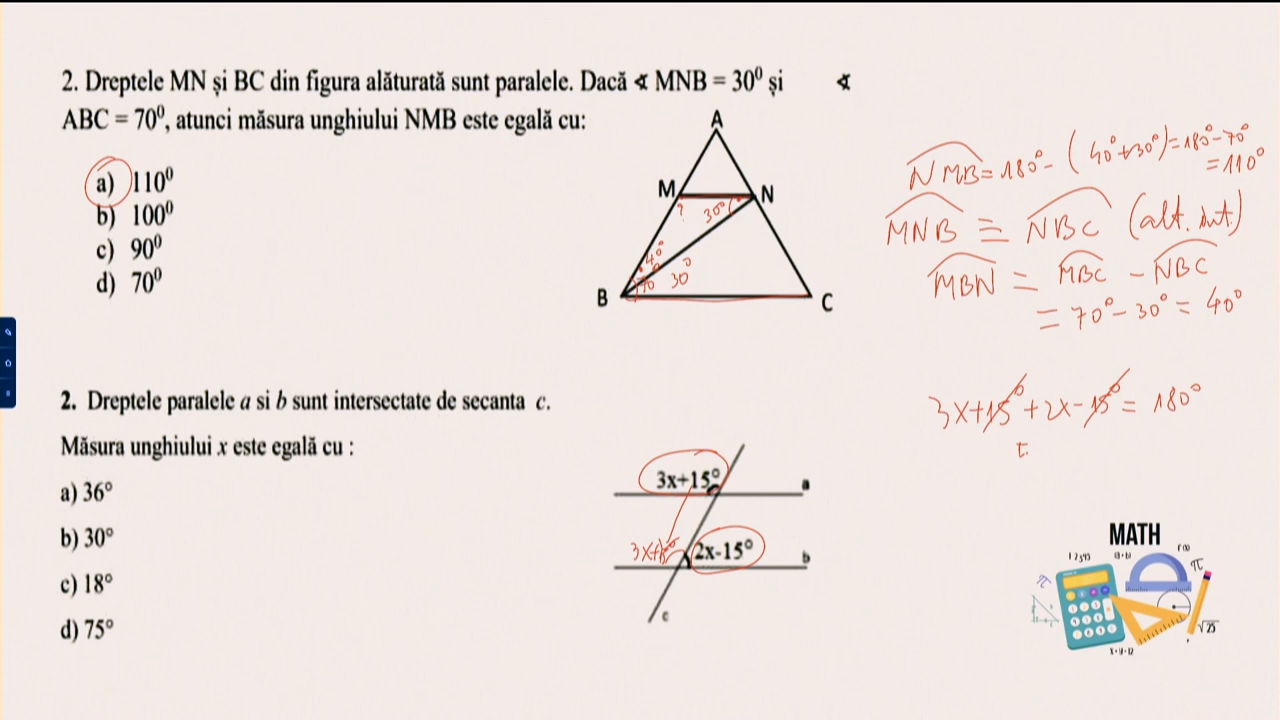 2. Dreptele MN și BC din figura alăturată sunt paralele. Dacă ∢ MNB = 30⁰ și ∢
ABC = 70⁰, atunci măsura unghiului NMB este egală cu:
a) 110⁰
b) 100⁰
c) 90⁰
d) 70⁰
A
M
N
B
C
?
30°
40°
70
30°
NMB = 180° - (40°+30°) = 180° - 70°
= 110°
MNB ≡ NBC (alt. int.)
MBN = MBC - NBC
= 70° - 30° = 40°
2. Dreptele paralele a si b sunt intersectate de secanta c.
Măsura unghiului x este egală cu :
a) 36°
b) 30°
c) 18°
d) 75°
3x+15°
a
3x+15°
2x-15°
b
c
3x+15° + 2x-15° = 180°
MATH
π
√25